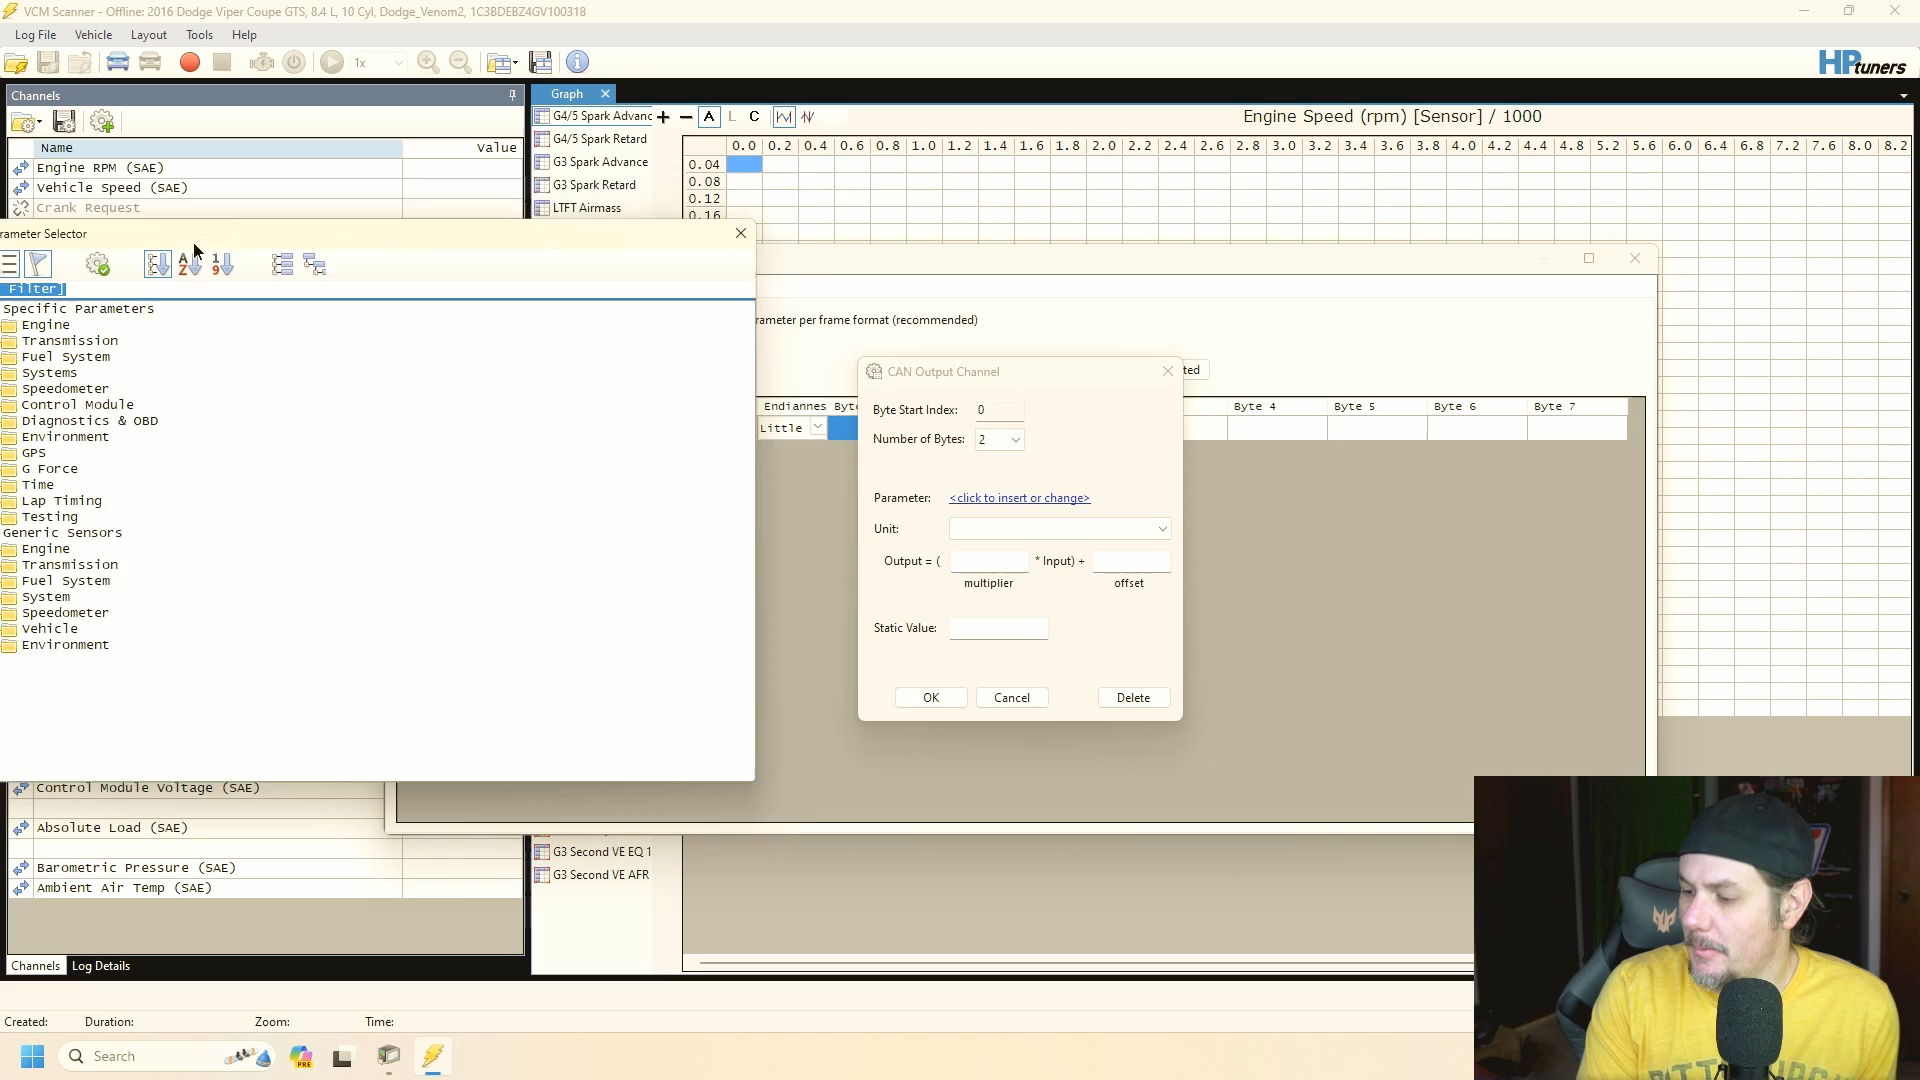 VCM Scanner - Offline: 2016 Dodge Viper Coupe GTS, 8.4 L, 10 Cyl, Dodge_Venom2, 1C3BDEBZ4GV100318
Log File Vehicle Layout Tools Help
1x
HP tuners
Channels
Graph
Name Value
Engine RPM (SAE)
Vehicle Speed (SAE)
Crank Request
G4/5 Spark Advanc
G4/5 Spark Retard
G3 Spark Advance
G3 Spark Retard
LTFT Airmass
A L C
Engine Speed (rpm) [Sensor] / 1000
0.0 0.2 0.4 0.6 0.8 1.0 1.2 1.4 1.6 1.8 2.0 2.2 2.4 2.6 2.8 3.0 3.2 3.4 3.6 3.8 4.0 4.2 4.4 4.8 5.2 5.6 6.0 6.4 6.8 7.2 7.6 8.0 8.2
0.04
0.08
0.12
0.16
rameter Selector
Filter]
Specific Parameters
Engine
Transmission
Fuel System
Systems
Speedometer
Control Module
Diagnostics & OBD
Environment
GPS
G Force
Time
Lap Timing
Testing
Generic Sensors
Engine
Transmission
Fuel System
System
Speedometer
Vehicle
Environment
rameter per frame format (recommended)
ted
Endiannes Byte Byte 4 Byte 5 Byte 6 Byte 7
Little
CAN Output Channel
Byte Start Index: 0
Number of Bytes: 2
Parameter: <click to insert or change>
Unit:
Output = ( * Input) +
multiplier offset
Static Value:
OK Cancel Delete
Control Module Voltage (SAE)
Absolute Load (SAE)
Barometric Pressure (SAE)
Ambient Air Temp (SAE)
G3 Second VE EQ 1
G3 Second VE AFR
Channels Log Details
Created: Duration: Zoom: Time:
Search
PRE